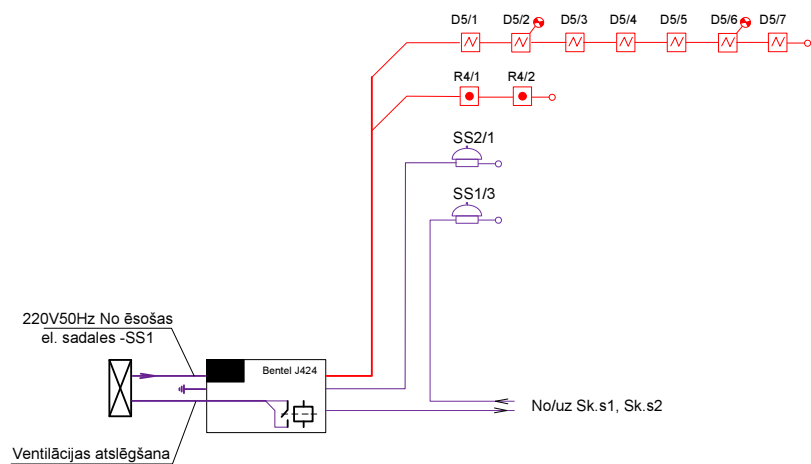 D5/1 D5/2 D5/3 D5/4 D5/5 D5/6 D5/7
R4/1 R4/2
SS2/1
SS1/3
220V50Hz No ēsošas
el. sadales -SS1
Bentel J424
No/uz Sk.s1, Sk.s2
Ventilācijas atslēgšana